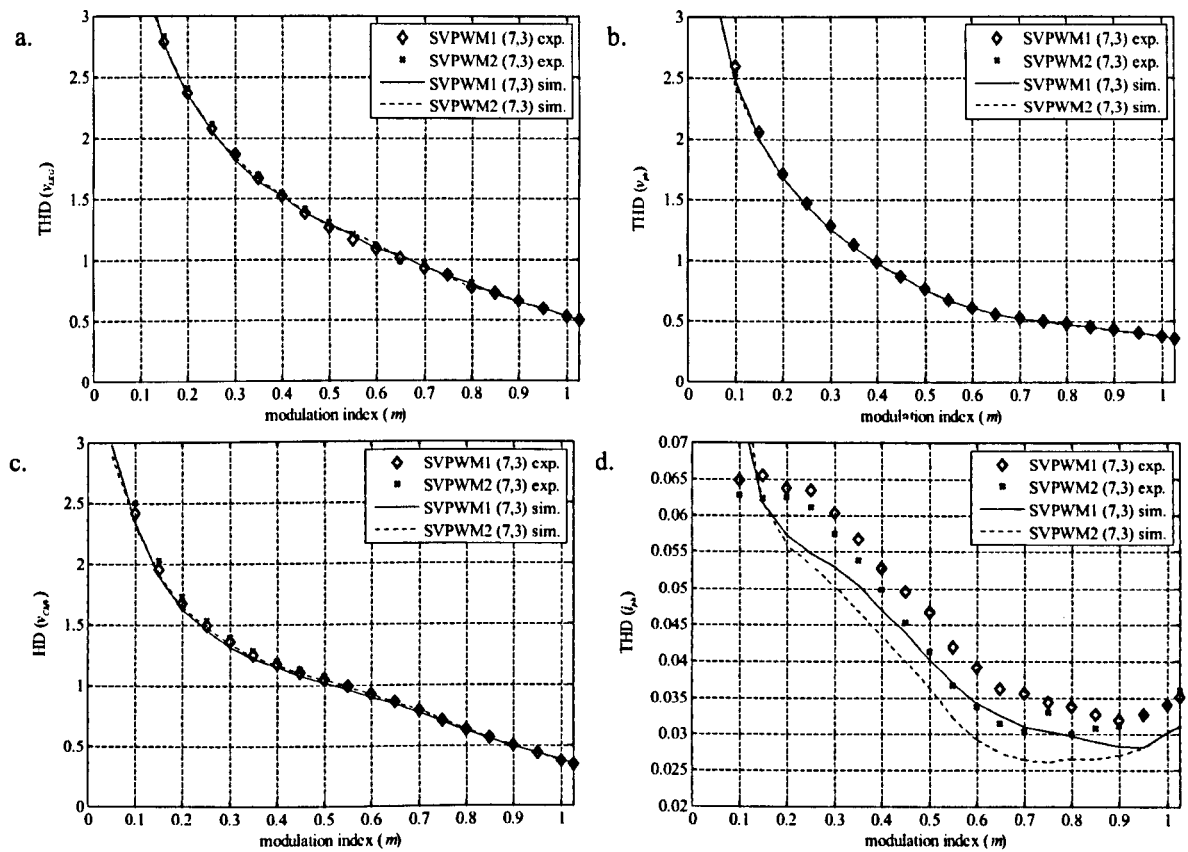 a.
3
2.5
2
1.5
1
0.5
0
0 0.1 0.2 0.3 0.4 0.5 0.6 0.7 0.8 0.9 1
modulation index (m)
SVPWM1 (7,3) exp.
SVPWM2 (7,3) exp.
SVPWM1 (7,3) sim.
SVPWM2 (7,3) sim.
b.
3
2.5
2
1.5
1
0.5
0
0 0.1 0.2 0.3 0.4 0.5 0.6 0.7 0.8 0.9 1
modulation index (m)
THD
THD
SVPWM1 (7,3) exp.
SVPWM2 (7,3) exp.
SVPWM1 (7,3) sim.
SVPWM2 (7,3) sim.
c.
3
2.5
2
1.5
1
0.5
0
0 0.1 0.2 0.3 0.4 0.5 0.6 0.7 0.8 0.9 1
modulation index (m)
HD
SVPWM1 (7,3) exp.
SVPWM2 (7,3) exp.
SVPWM1 (7,3) sim.
SVPWM2 (7,3) sim.
d.
0.07
0.065
0.06
0.055
0.05
0.045
0.04
0.035
0.03
0.025
0.02
0 0.1 0.2 0.3 0.4 0.5 0.6 0.7 0.8 0.9 1
modulation index (m)
THD
SVPWM1 (7,3) exp.
SVPWM2 (7,3) exp.
SVPWM1 (7,3) sim.
SVPWM2 (7,3) sim.